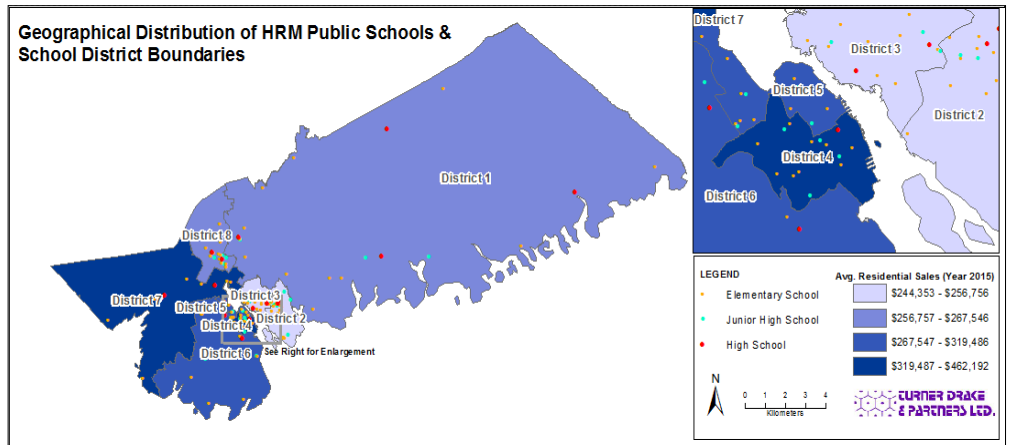 Geographical Distribution of HRM Public Schools &
School District Boundaries
District 1
District 8
District 7
District 5
District 3
District 4
District 2
District 6
See Right for Enlargement
District 7
District 3
District 5
District 2
District 4
District 6
LEGEND
Avg. Residential Sales (Year 2015)
Elementary School
$244,353 - $256,756
Junior High School
$256,757 - $267,546
High School
$267,547 - $319,486
$319,487 - $462,192
N
0 1 2 3 4
Kilometers
TURNER DRAKE
& PARTNERS LTD.